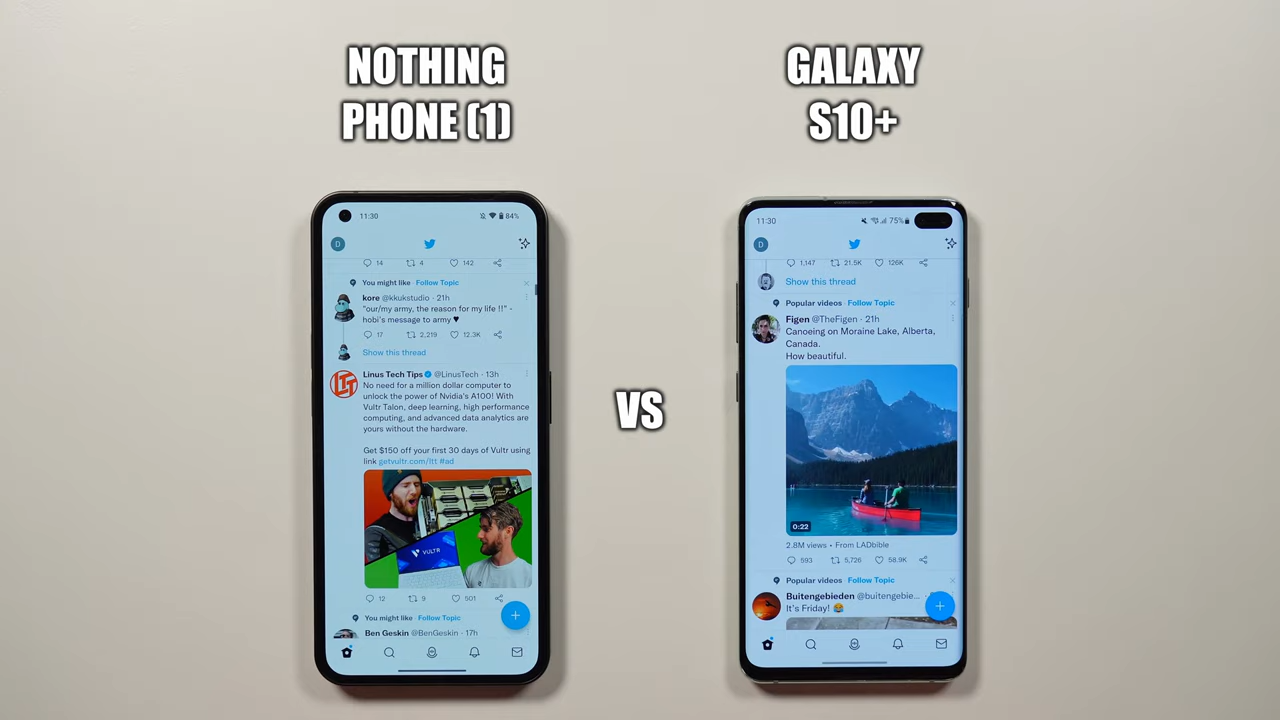 NOTHING
PHONE (1)
GALAXY
S10+
VS
11:30
84%
D
14 4 142
You might like Follow Topic
kore @kkukstudio · 21h
"our/my army, the reason for my life !!" -
hobi's message to army ♥
17 2,219 12.3K
Show this thread
LTT
Linus Tech Tips @LinusTech · 13h
No need for a million dollar computer to
unlock the power of Nvidia's A100! With
Vultr Talon, deep learning, high performance
computing, and advanced data analytics are
yours without the hardware.
Get $150 off your first 30 days of Vultr using
link getvultr.com/ltt #ad
VULTR
12 9 501
You might like Follow Topic
Ben Geskin @BenGeskin · 17h
11:30
75%
D
1,147 21.5K 126K
Show this thread
Popular videos Follow Topic
Figen @TheFigen · 21h
Canoeing on Moraine Lake, Alberta,
Canada.
How beautiful.
0:22
2.8M views • From LADbible
593 5,726 58.9K
Popular videos Follow Topic
Buitengebieden @buitengebie...
It's Friday! 😂